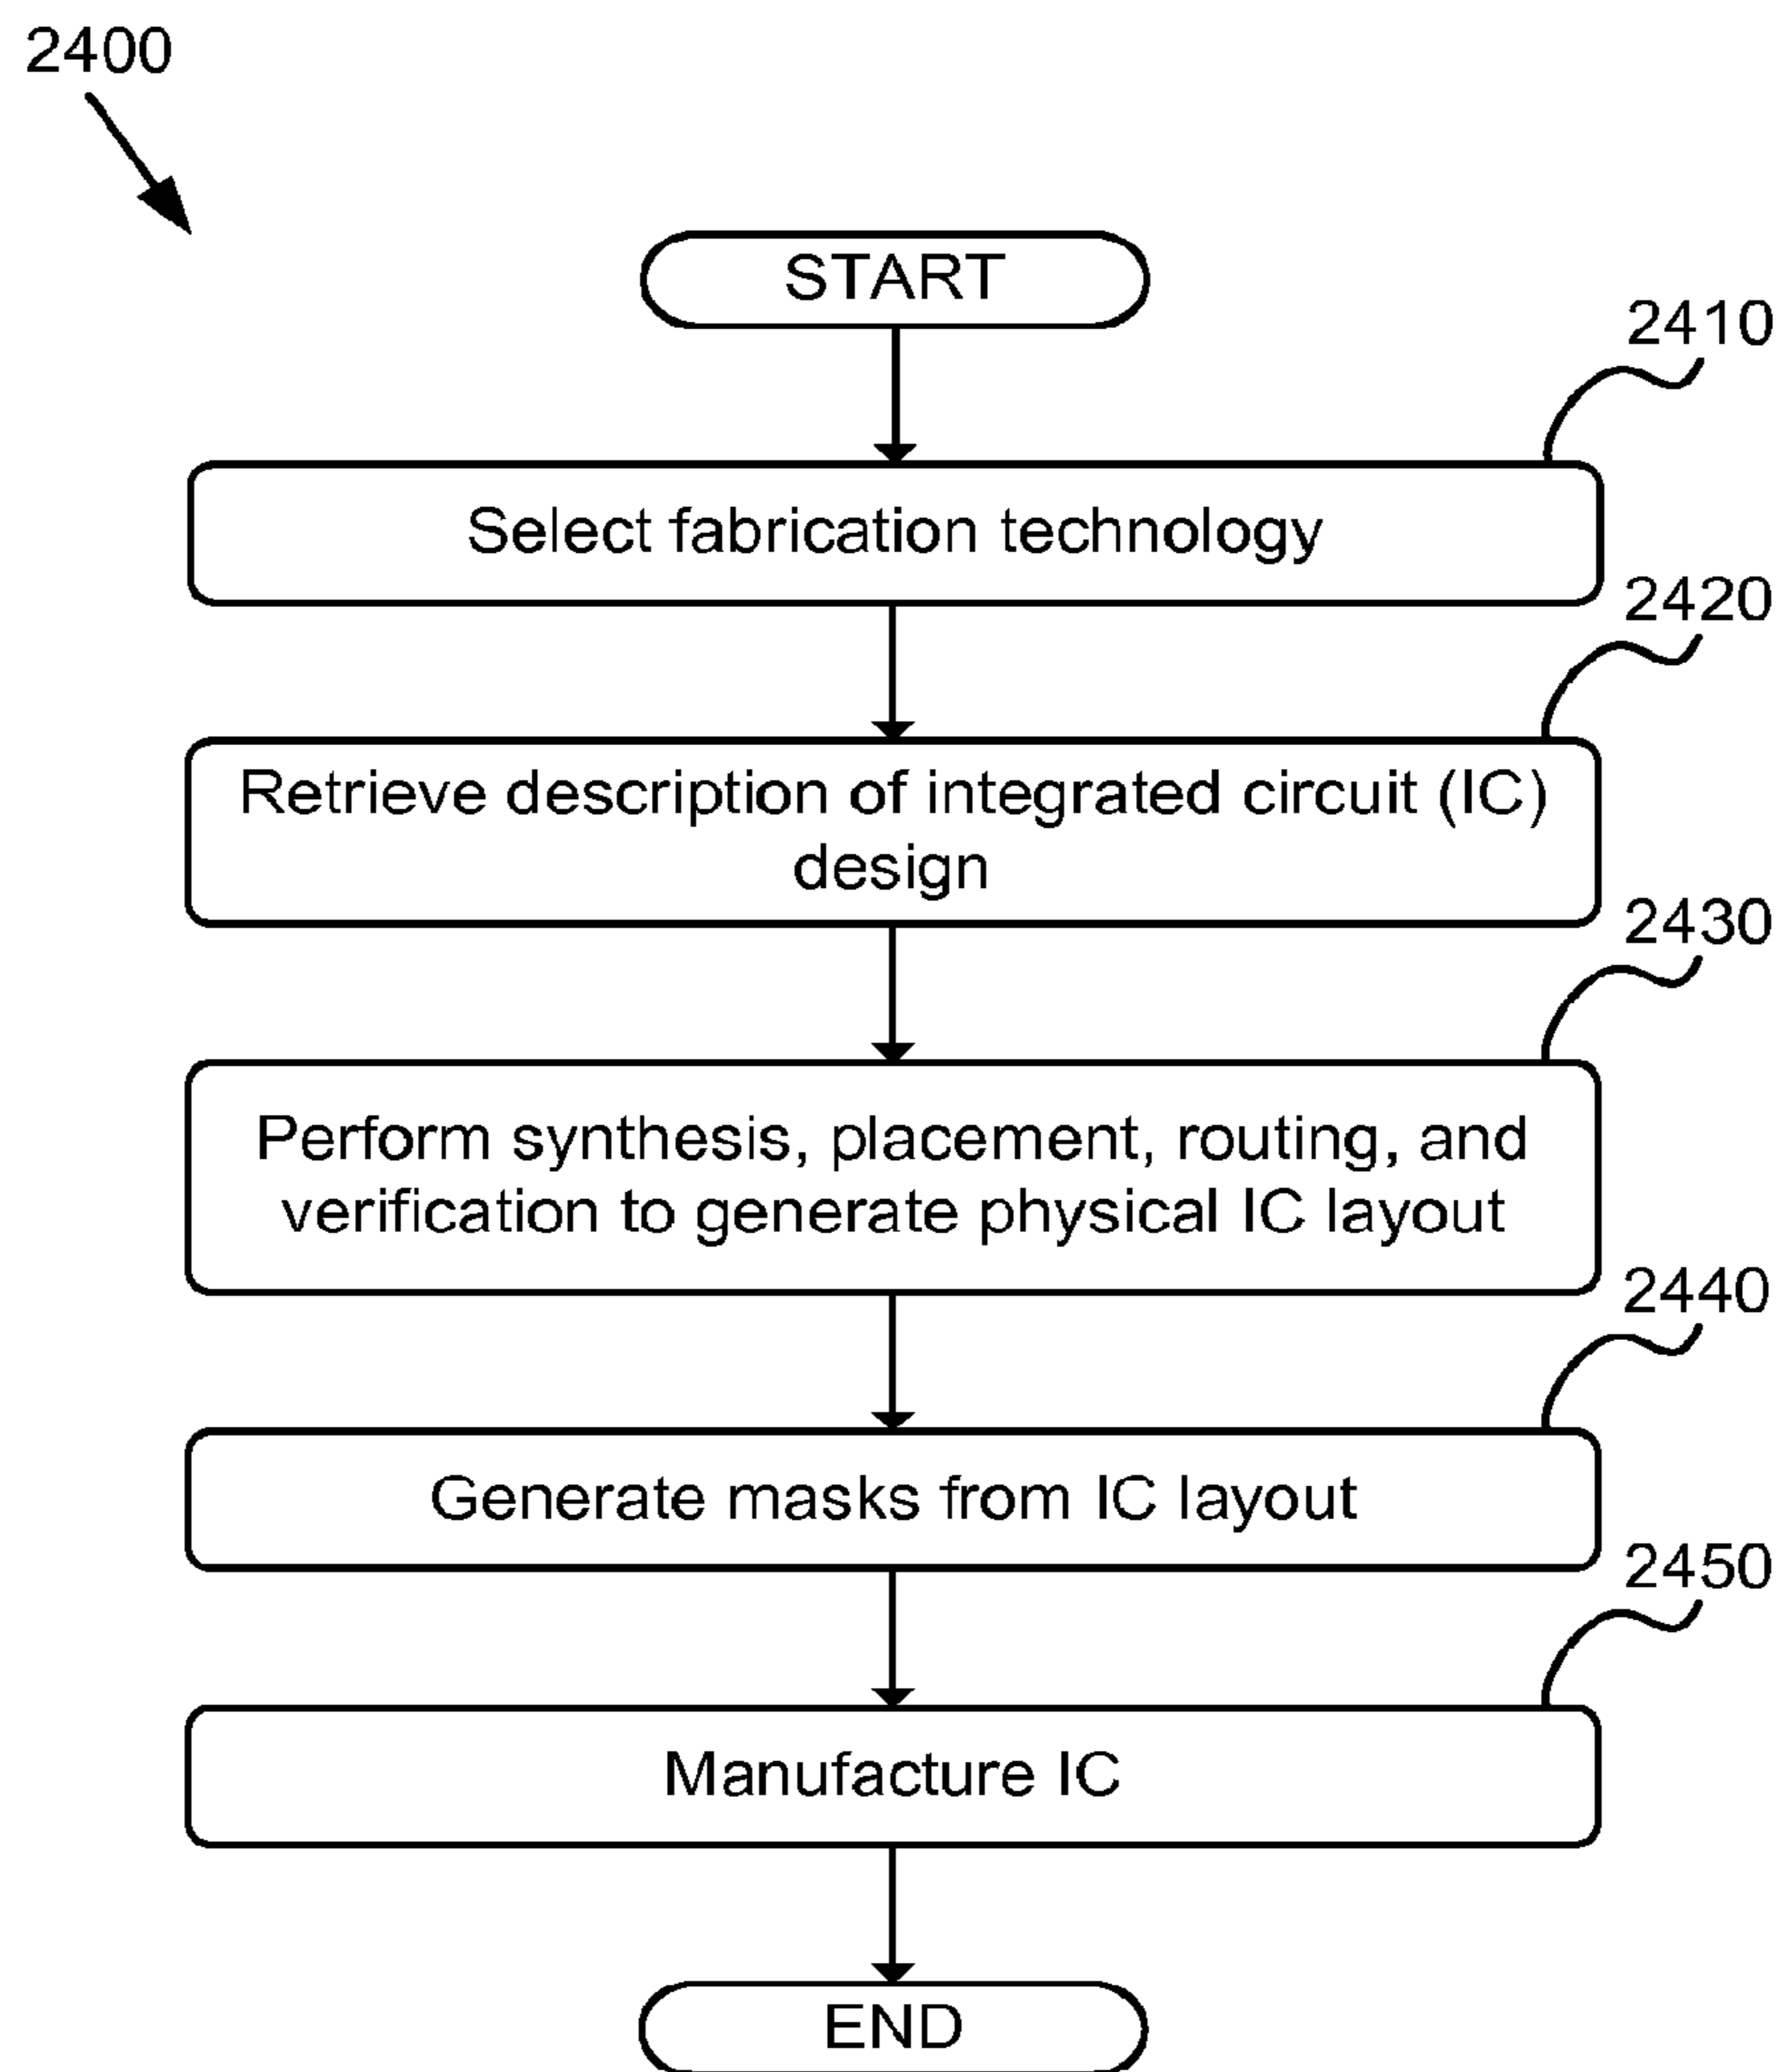 2400
START
2410
Select fabrication technology
2420
Retrieve description of integrated circuit (IC)
design
2430
Perform synthesis, placement, routing, and
verification to generate physical IC layout
2440
Generate masks from IC layout
2450
Manufacture IC
END